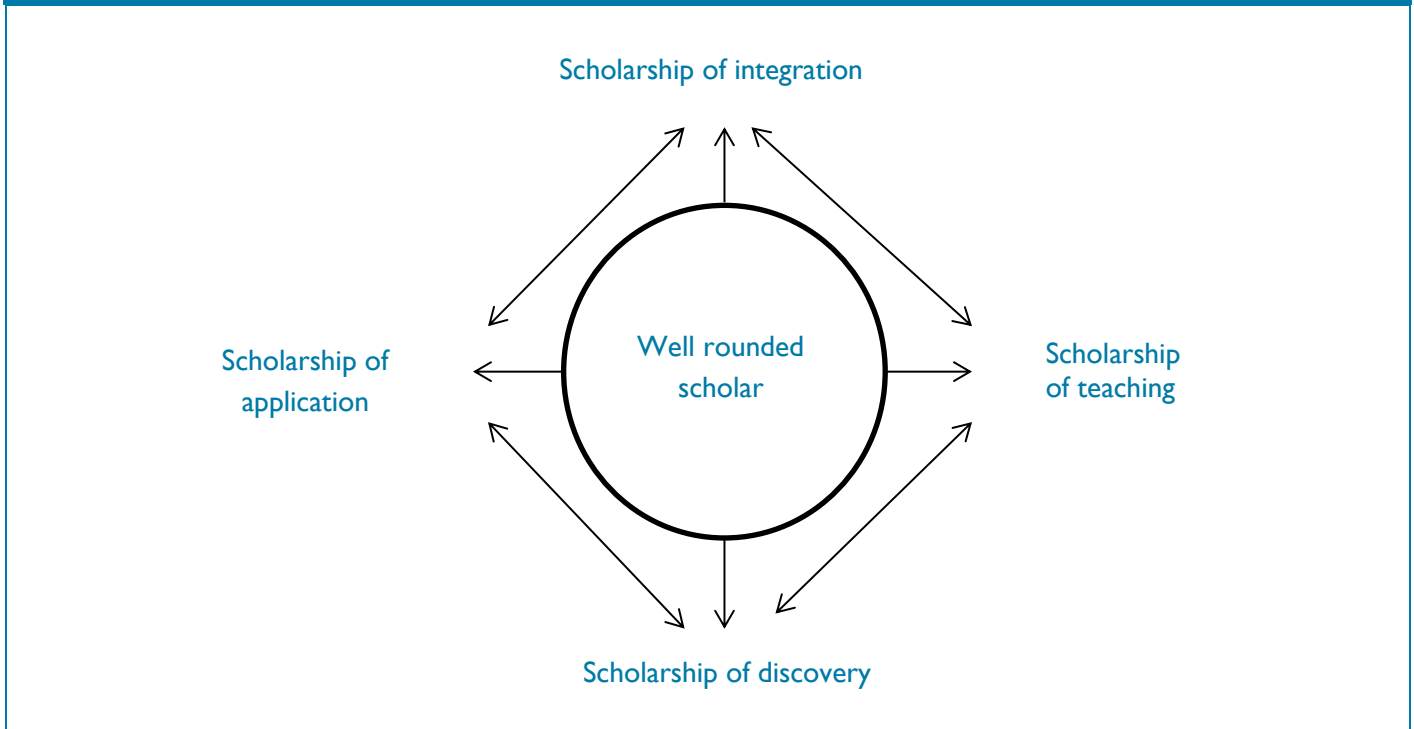 Scholarship of integration
Well rounded
scholar
Scholarship of
application
Scholarship
of teaching
Scholarship of discovery